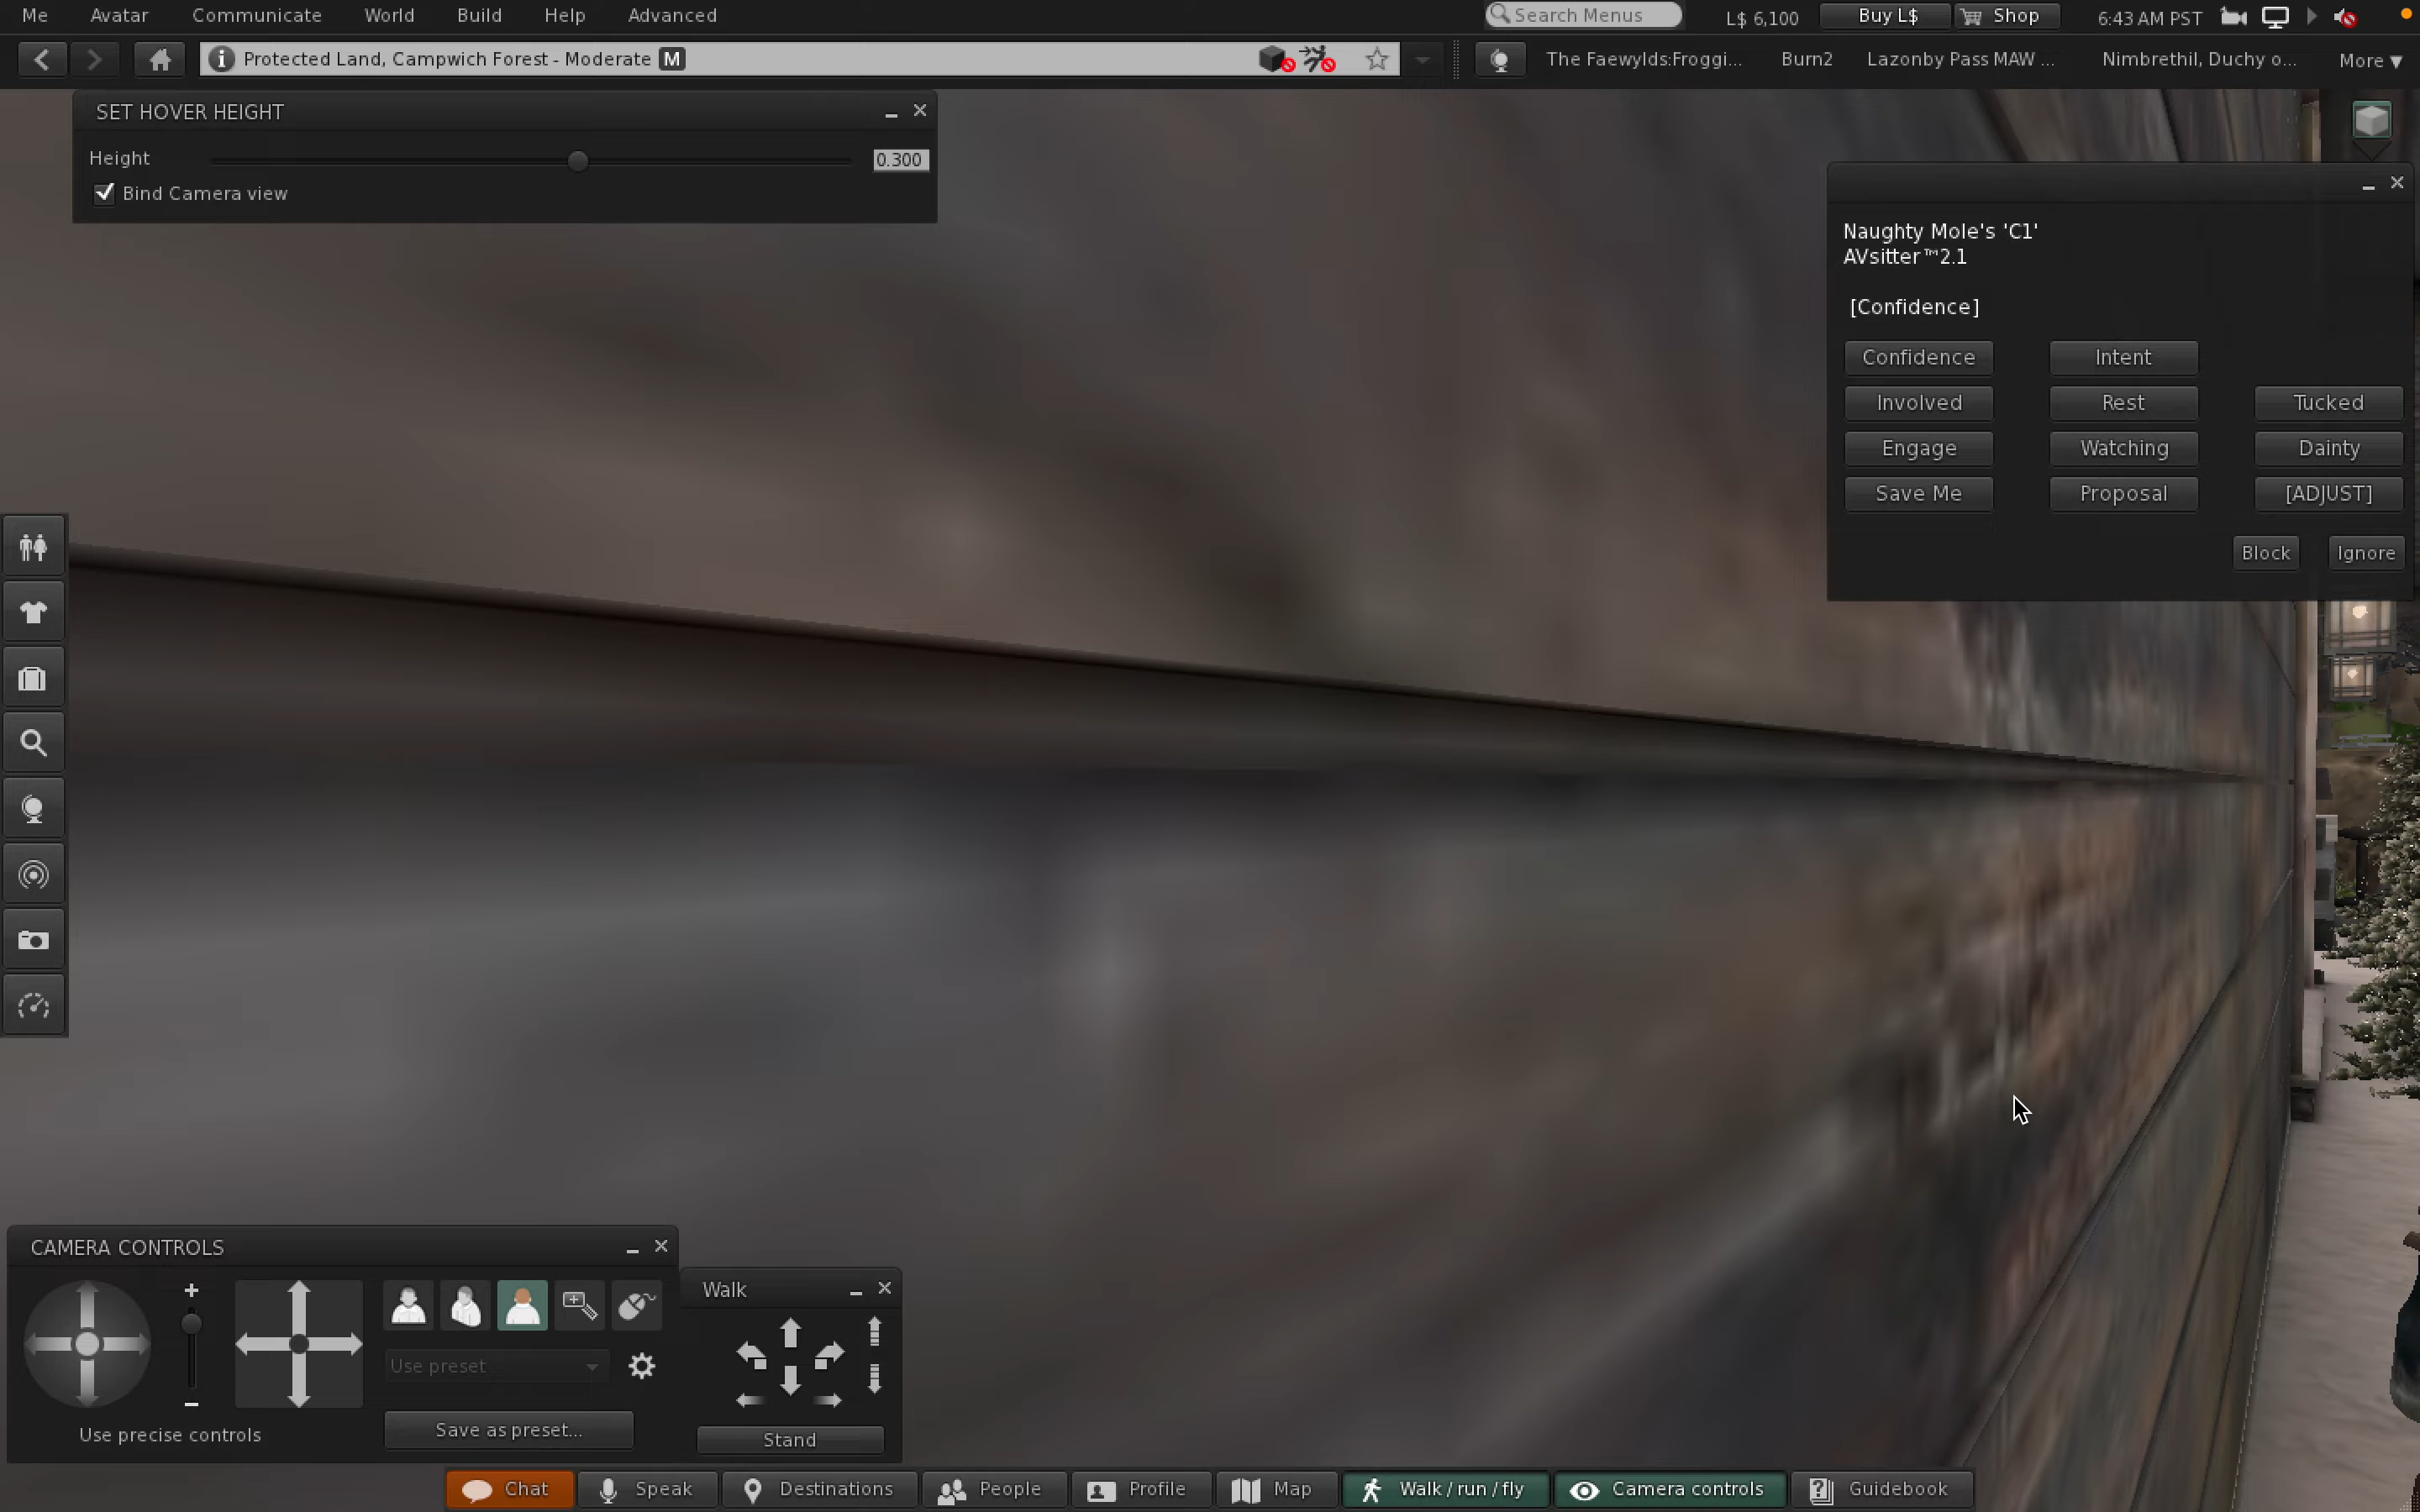 Me Avatar Communicate World Build Help Advanced Search Menus L$ 6,100 Buy L$ Shop 6:43 AM PST
Protected Land, Campwich Forest - Moderate M The Faewylds:Froggi... Burn2 Lazonby Pass MAW ... Nimbrethil, Duchy o... More ▼
SET HOVER HEIGHT
Height 0.300
Bind Camera view
Naughty Mole's 'C1'
AVsitter™2.1
[Confidence]
Confidence Intent
Involved Rest Tucked
Engage Watching Dainty
Save Me Proposal [ADJUST]
Block Ignore
CAMERA CONTROLS
Use preset
Use precise controls
Save as preset...
Walk
Stand
Chat Speak Destinations People Profile Map Walk / run / fly Camera controls Guidebook